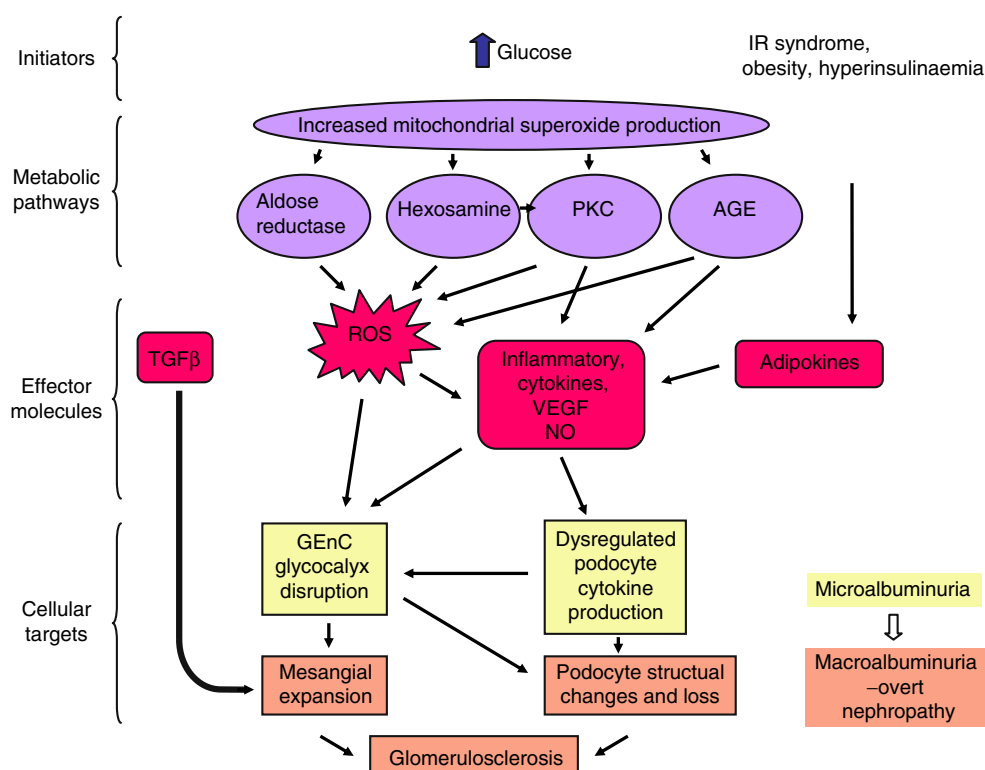 Initiators
Glucose
IR syndrome,
obesity, hyperinsulinaemia
Increased mitochondrial superoxide production
Metabolic
pathways
Aldose
reductase
Hexosamine
PKC
AGE
Effector
molecules
TGFβ
ROS
Inflammatory,
cytokines,
VEGF
NO
Adipokines
Cellular
targets
GEnC
glycocalyx
disruption
Dysregulated
podocyte
cytokine
production
Mesangial
expansion
Podocyte structual
changes and loss
Glomerulosclerosis
Microalbuminuria
Macroalbuminuria
–overt
nephropathy